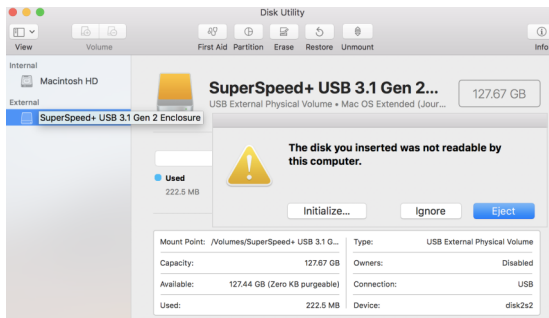 Disk Utility
View
Volume
First Aid
Partition
Erase
Restore
Unmount
Info
Internal
Macintosh HD
External
SuperSpeed+ USB 3.1 Gen 2 Enclosure
SuperSpeed+ USB 3.1 Gen 2...
USB External Physical Volume • Mac OS Extended (Jour...
127.67 GB
The disk you inserted was not readable by
this computer.
Initialize...
Ignore
Eject
Used
222.5 MB
Mount Point: /Volumes/SuperSpeed+ USB 3.1 G...
Type: USB External Physical Volume
Capacity: 127.67 GB
Owners: Disabled
Available: 127.44 GB (Zero KB purgeable)
Connection: USB
Used: 222.5 MB
Device: disk2s2